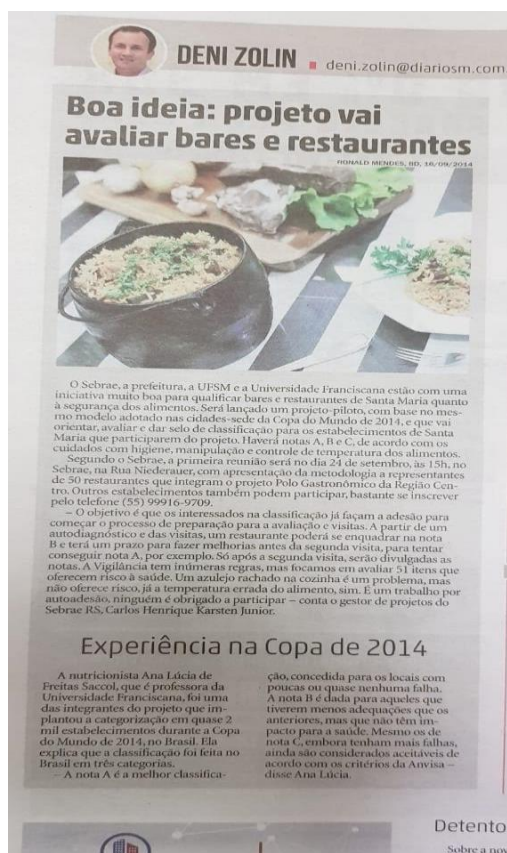 DENI ZOLIN
deni.zolin@diariosm.com
Boa ideia: projeto vai
avaliar bares e restaurantes
RONALD MENDES, BD, 16/09/2014
O Sebrae, a prefeitura, a UFSM e a Universidade Franciscana estão com uma
iniciativa muito boa para qualificar bares e restaurantes de Santa Maria quanto
à segurança dos alimentos. Será lançado um projeto-piloto, com base no mes-
mo modelo adotado nas cidades-sede da Copa do Mundo de 2014, e que vai
orientar, avaliar e dar selo de classificação para os estabelecimentos de Santa
Maria que participarem do projeto. Haverá notas A, B e C, de acordo com os
cuidados com higiene, manipulação e controle de temperatura dos alimentos.
Segundo o Sebrae, a primeira reunião será no dia 24 de setembro, às 15h, no
Sebrae, na Rua Niederauer, com apresentação da metodologia a representantes
de 50 restaurantes que integram o projeto Polo Gastronômico da Região Cen-
tro. Outros estabelecimentos também podem participar, bastante se inscrever
pelo telefone (55) 99916-9709.
– O objetivo é que os interessados na classificação já façam a adesão para
começar o processo de preparação para a avaliação e visitas. A partir de um
autodiagnóstico e das visitas, um restaurante poderá se enquadrar na nota
B e terá um prazo para fazer melhorias antes da segunda visita, para tentar
conseguir nota A, por exemplo. Só após a segunda visita, serão divulgadas as
notas. A Vigilância tem inúmeras regras, mas focamos em avaliar 51 itens que
oferecem risco à saúde. Um azulejo rachado na cozinha é um problema, mas
não oferece risco, já a temperatura errada do alimento, sim. É um trabalho por
autoadesão, ninguém é obrigado a participar – conta o gestor de projetos do
Sebrae RS, Carlos Henrique Karsten Junior.
Experiência na Copa de 2014
A nutricionista Ana Lúcia de
Freitas Saccol, que é professora da
Universidade Franciscana, foi uma
das integrantes do projeto que im-
plantou a categorização em quase 2
mil estabelecimentos durante a Copa
do Mundo de 2014, no Brasil. Ela
explica que a classificação foi feita no
Brasil em três categorias.
– A nota A é a melhor classifica-
ção, concedida para os locais com
poucas ou quase nenhuma falha.
A nota B é dada para aqueles que
tiverem menos adequações que os
anteriores, mas que não têm im-
pacto para a saúde. Mesmo os de
nota C, embora tenham mais falhas,
ainda são considerados aceitáveis de
acordo com os critérios da Anvisa –
disse Ana Lúcia.
Detento
Sobre a nov